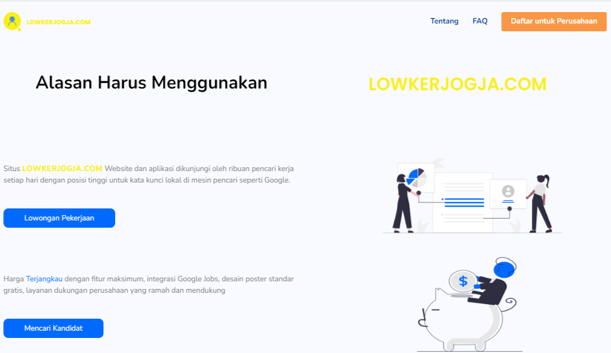 LOWKERJOGJA.COM
Tentang FAQ Daftar untuk Perusahaan
Alasan Harus Menggunakan LOWKERJOGJA.COM
Situs LOWKERJOGJA.COM Website dan aplikasi dikunjungi oleh ribuan pencari kerja
setiap hari dengan posisi tinggi untuk kata kunci lokal di mesin pencari seperti Google.
Lowongan Pekerjaan
Harga Terjangkau dengan fitur maksimum, integrasi Google Jobs, desain poster standar
gratis, layanan dukungan perusahaan yang ramah dan mendukung
Mencari Kandidat
$